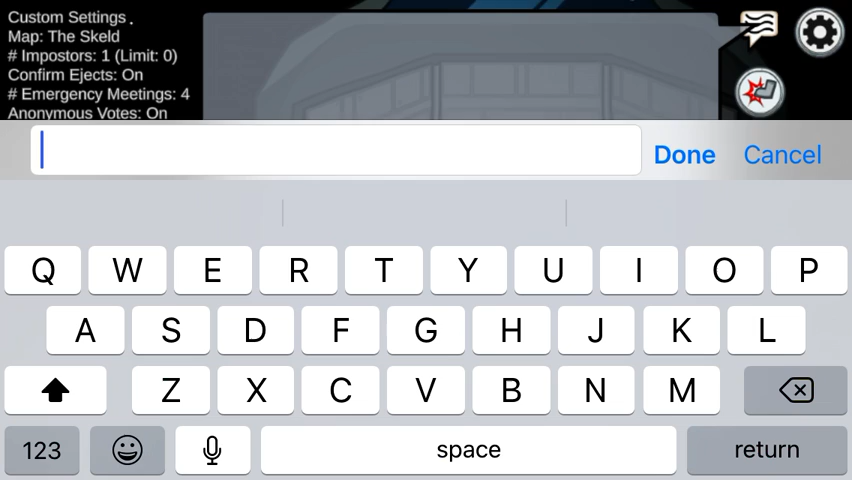 Custom Settings.
Map: The Skeld
# Impostors: 1 (Limit: 0)
Confirm Ejects: On
# Emergency Meetings: 4
Anonymous Votes: On
Done Cancel
Q W E R T Y U I O P
A S D F G H J K L
Z X C V B N M
123 space return